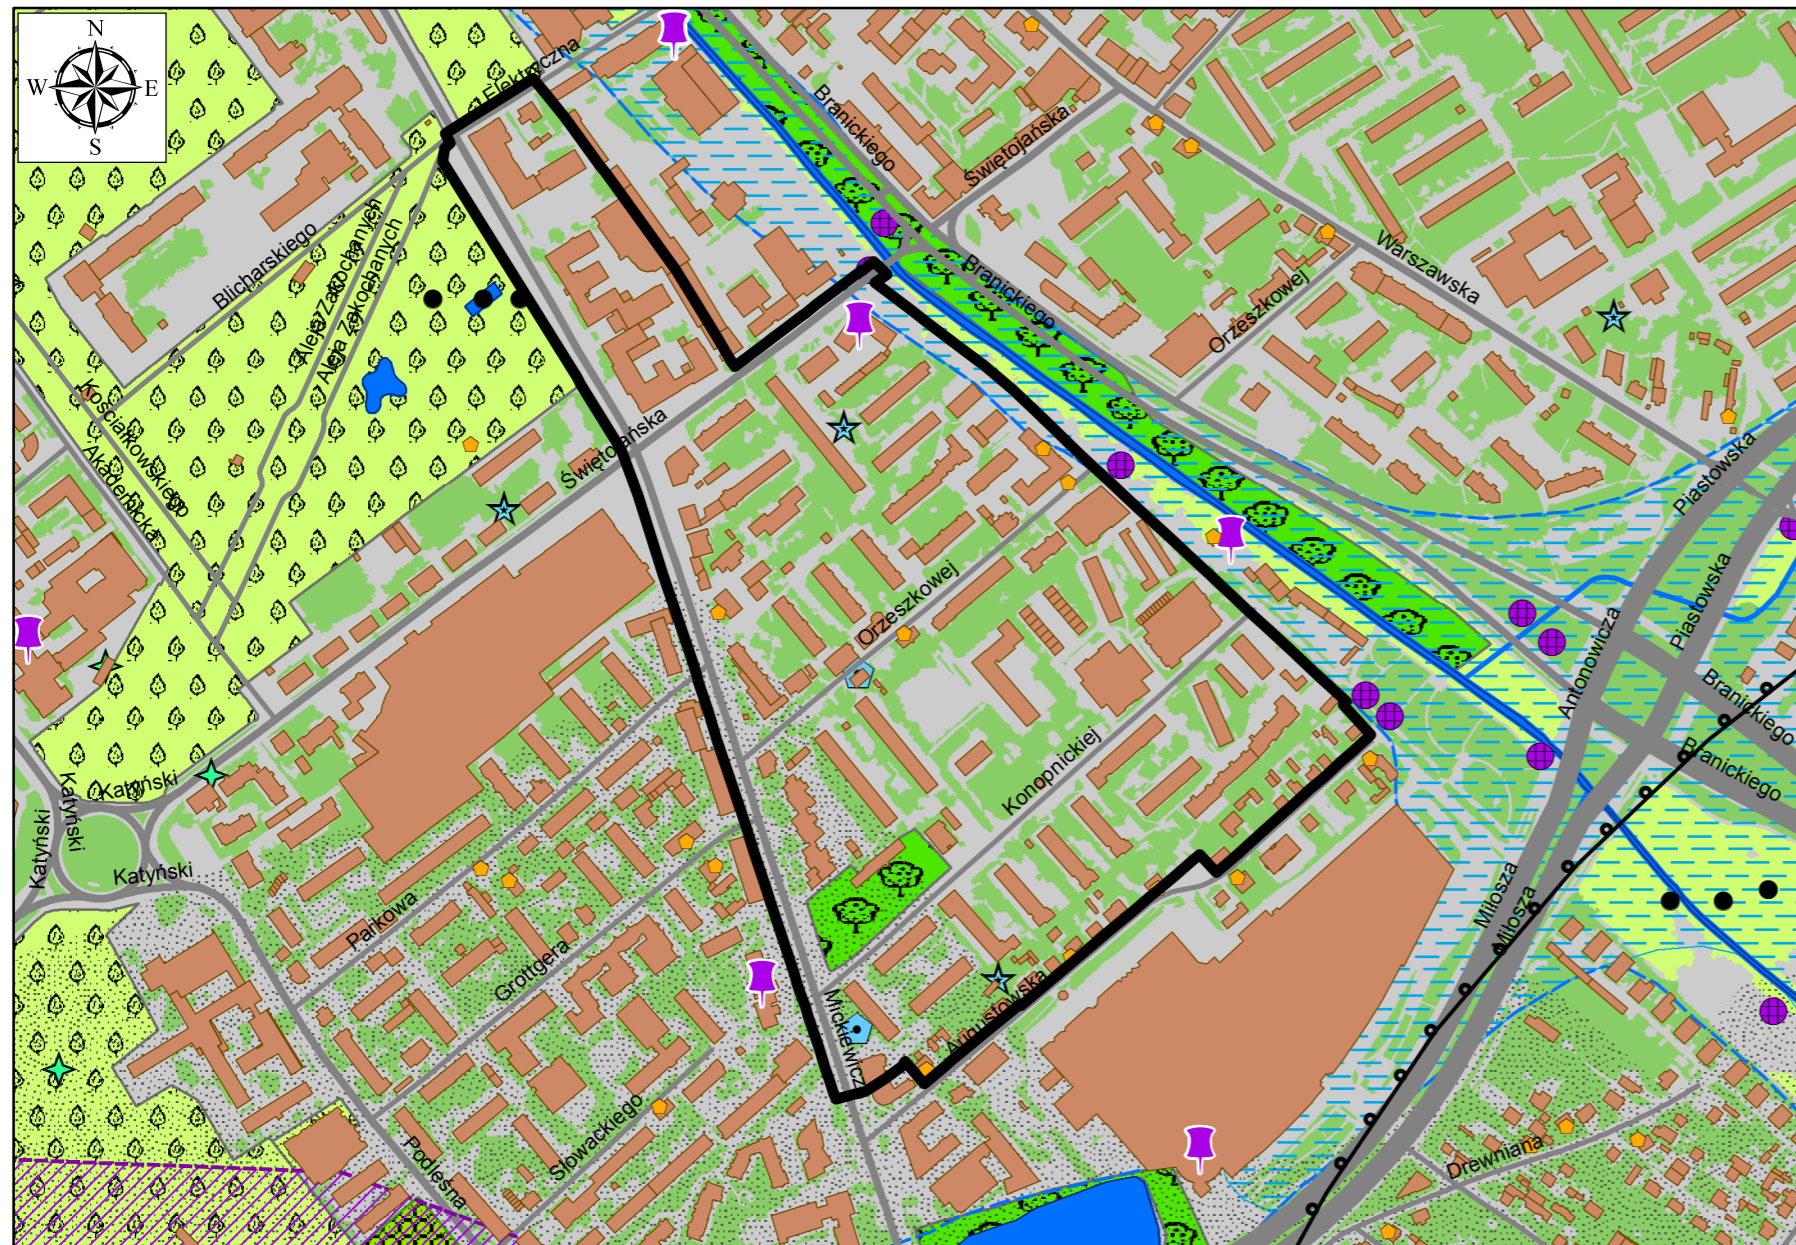 N
W
E
S
Elektryczna
Branickiego
Świętojańska
Blicharskiego
Aleja Zakochanych
Aleja Zakochanych
Branickiego
Orzeszkowej
Warszawska
Kościałkowskiego
Akademicka
Świętojańska
Piastowska
Orzeszkowej
Piastowska
Antonowicza
Branickiego
Branickiego
Konopnickiej
Katyński
Katyński
Katyński
Katyński
Parkowa
Grottgera
Miłosza
Miłosza
Mickiewicza
Augustowska
Słowackiego
Podleśna
Drewniana